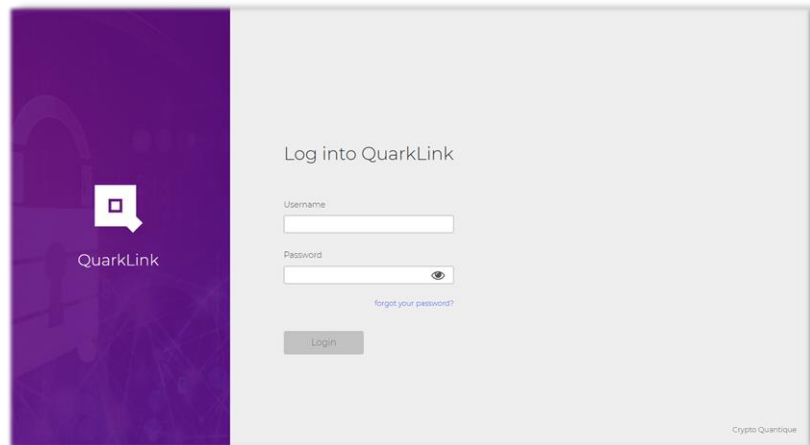 QuarkLink
Log into QuarkLink
Username
Password
forgot your password?
Login
Crypto Quantique